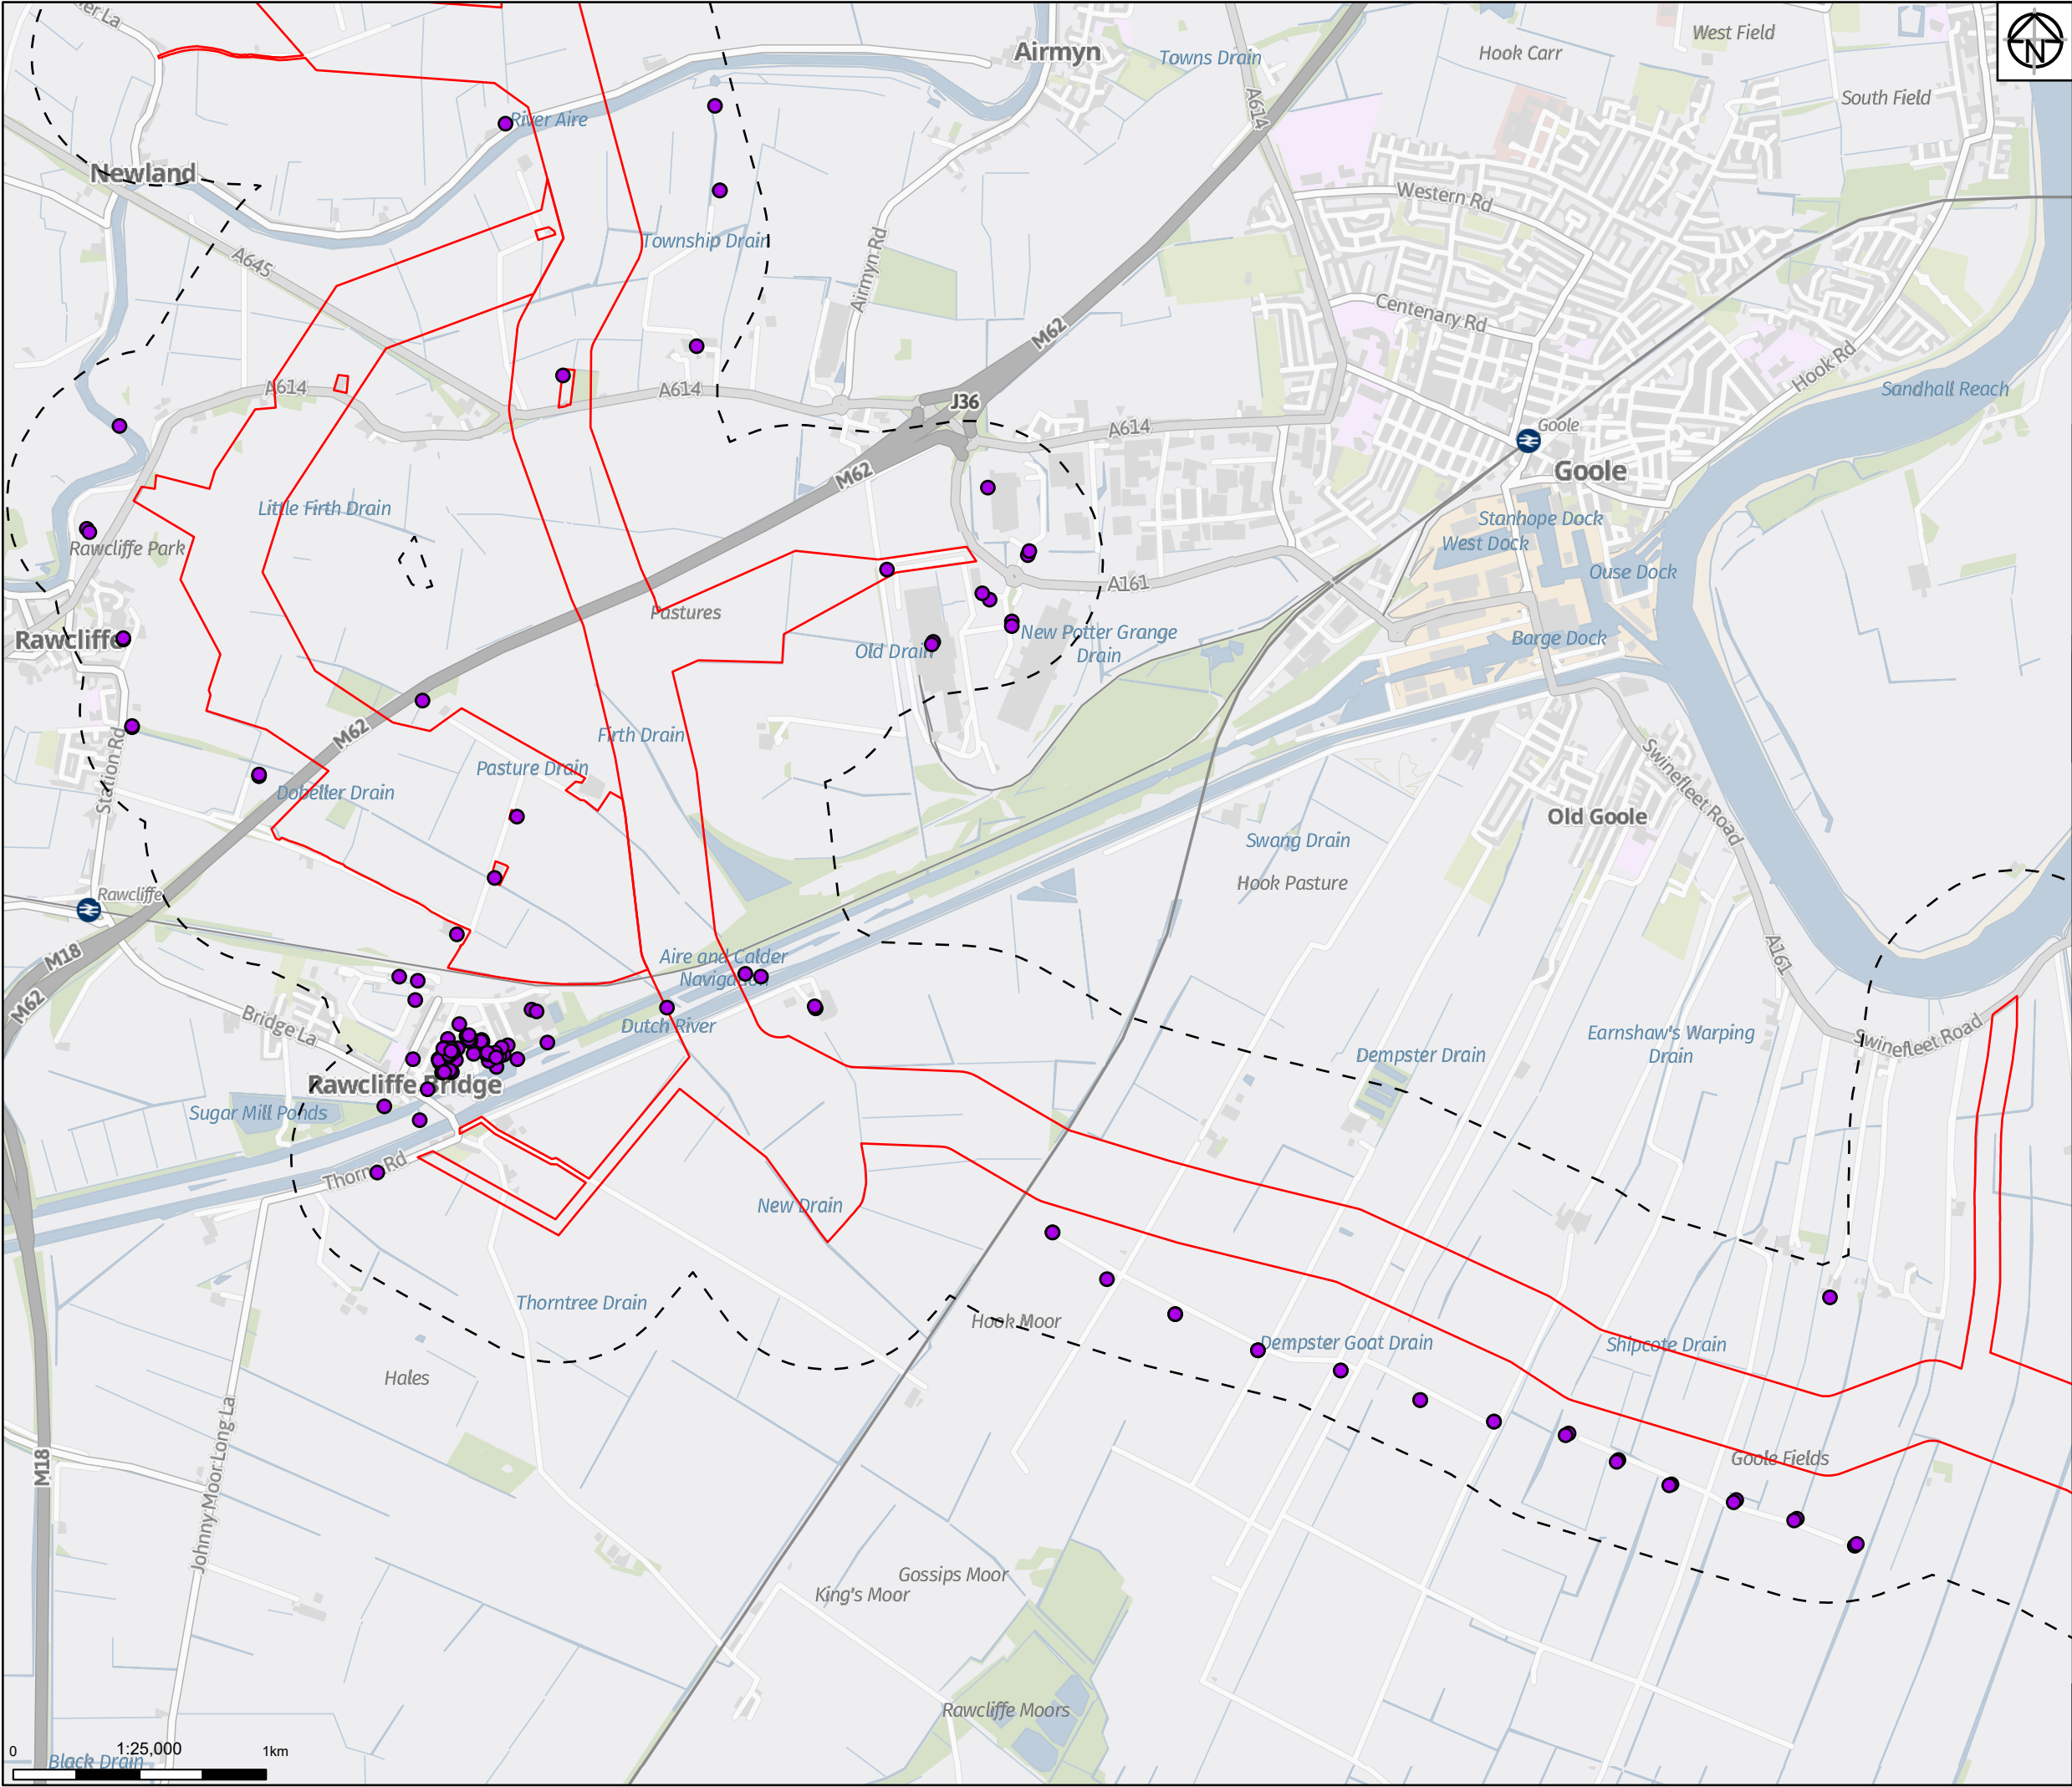 Airmyn
Towns Drain
Hook Carr
West Field
N
South Field
A614
River Aire
Newland
Western Rd
Township Drain
A645
Airmyn Rd
Centenary Rd
M62
Hook Rd
A614
A614
J36
Sandhall Reach
A614
Goole
M62
Goole
Little Firth Drain
Stanhope Dock
West Dock
Rawcliffe Park
Ouse Dock
A161
Pastures
Rawcliffe
Old Drain
New Potter Grange
Drain
Barge Dock
M62
Firth Drain
Station Rd
Pasture Drain
Dobeller Drain
Swinefleet Road
Old Goole
Swang Drain
Hook Pasture
Rawcliffe
M18
Aire and Calder
Navigation
A161
M62
Bridge La
Dutch River
Dempster Drain
Earnshaw's Warping
Drain
Swinefleet Road
Rawcliffe Bridge
Sugar Mill Ponds
Thorne Rd
New Drain
Thorntree Drain
Hook Moor
Dempster Goat Drain
Shipcote Drain
Hales
M18
Johnny Moor Long La
Goole Fields
Gossips Moor
King's Moor
Rawcliffe Moors
0
1:25,000
1km
Black Drain